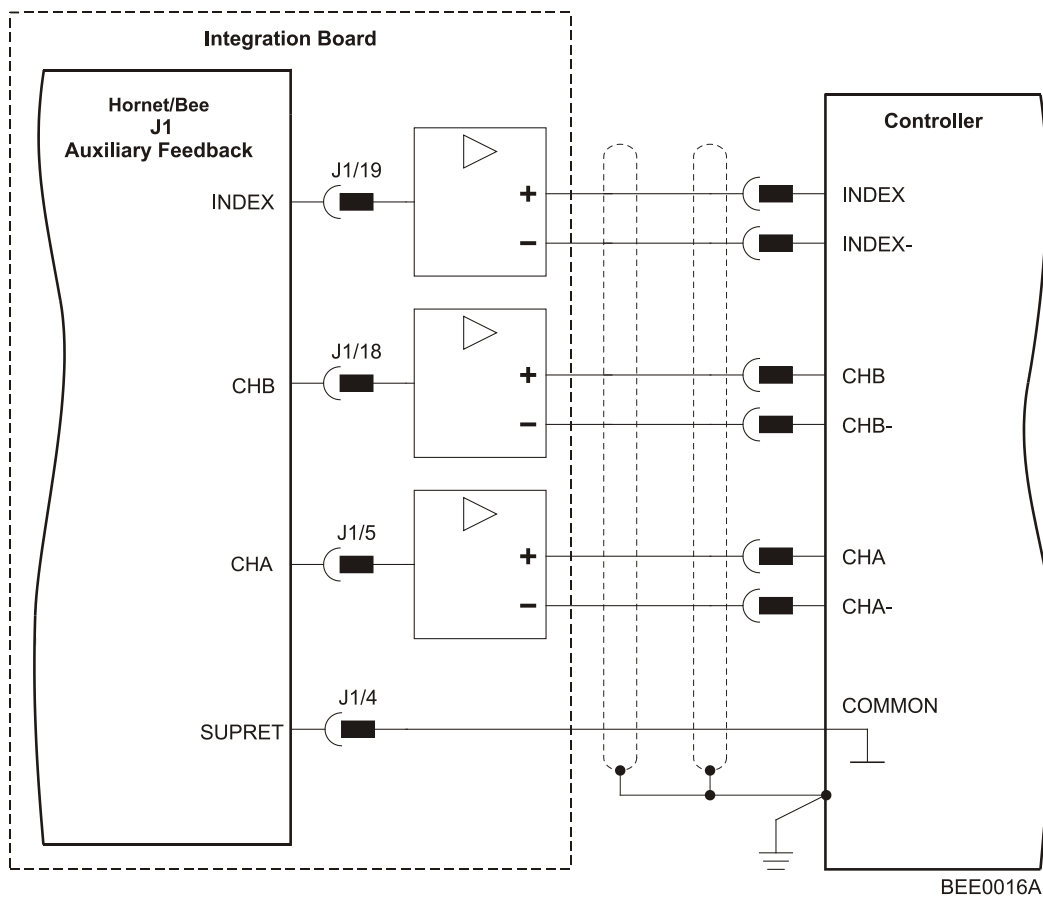 Integration Board
Hornet/Bee
J1
Auxiliary Feedback
Controller
J1/19
INDEX
+
−
INDEX
INDEX-
J1/18
CHB
+
−
CHB
CHB-
J1/5
CHA
+
−
CHA
CHA-
J1/4
SUPRET
COMMON
BEE0016A